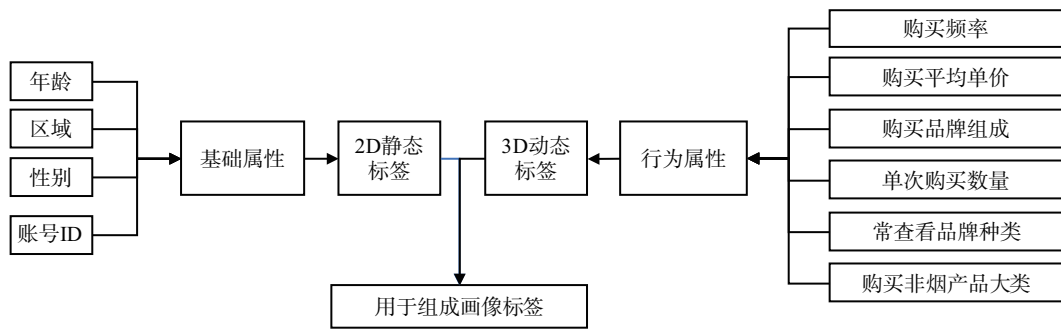 年龄
区域
性别
账号ID
基础属性
2D静态
标签
3D动态
标签
行为属性
购买频率
购买平均单价
购买品牌组成
单次购买数量
常查看品牌种类
购买非烟产品大类
用于组成画像标签